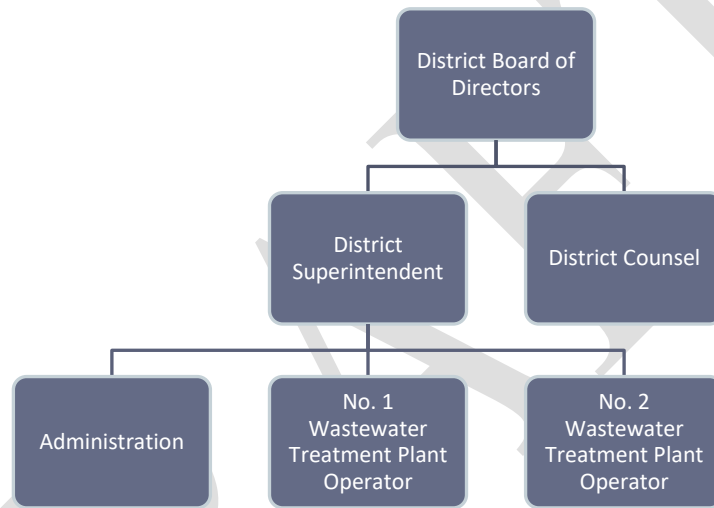 District Board of
Directors
District
Superintendent
District Counsel
Administration
No. 1
Wastewater
Treatment Plant
Operator
No. 2
Wastewater
Treatment Plant
Operator